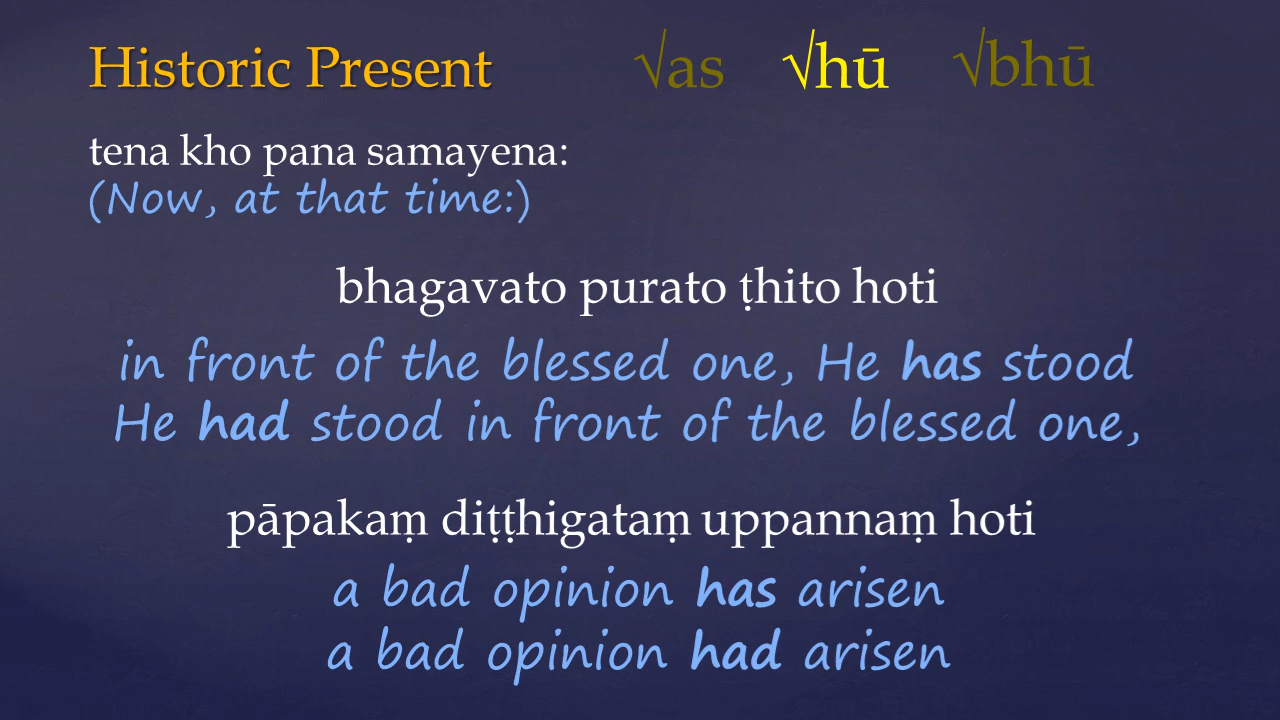 Historic Present √as √hū √bhū
tena kho pana samayena:
(Now, at that time:)
bhagavato purato ṭhito hoti
in front of the blessed one, He has stood
He had stood in front of the blessed one,
pāpakaṃ diṭṭhigataṃ uppannaṃ hoti
a bad opinion has arisen
a bad opinion had arisen